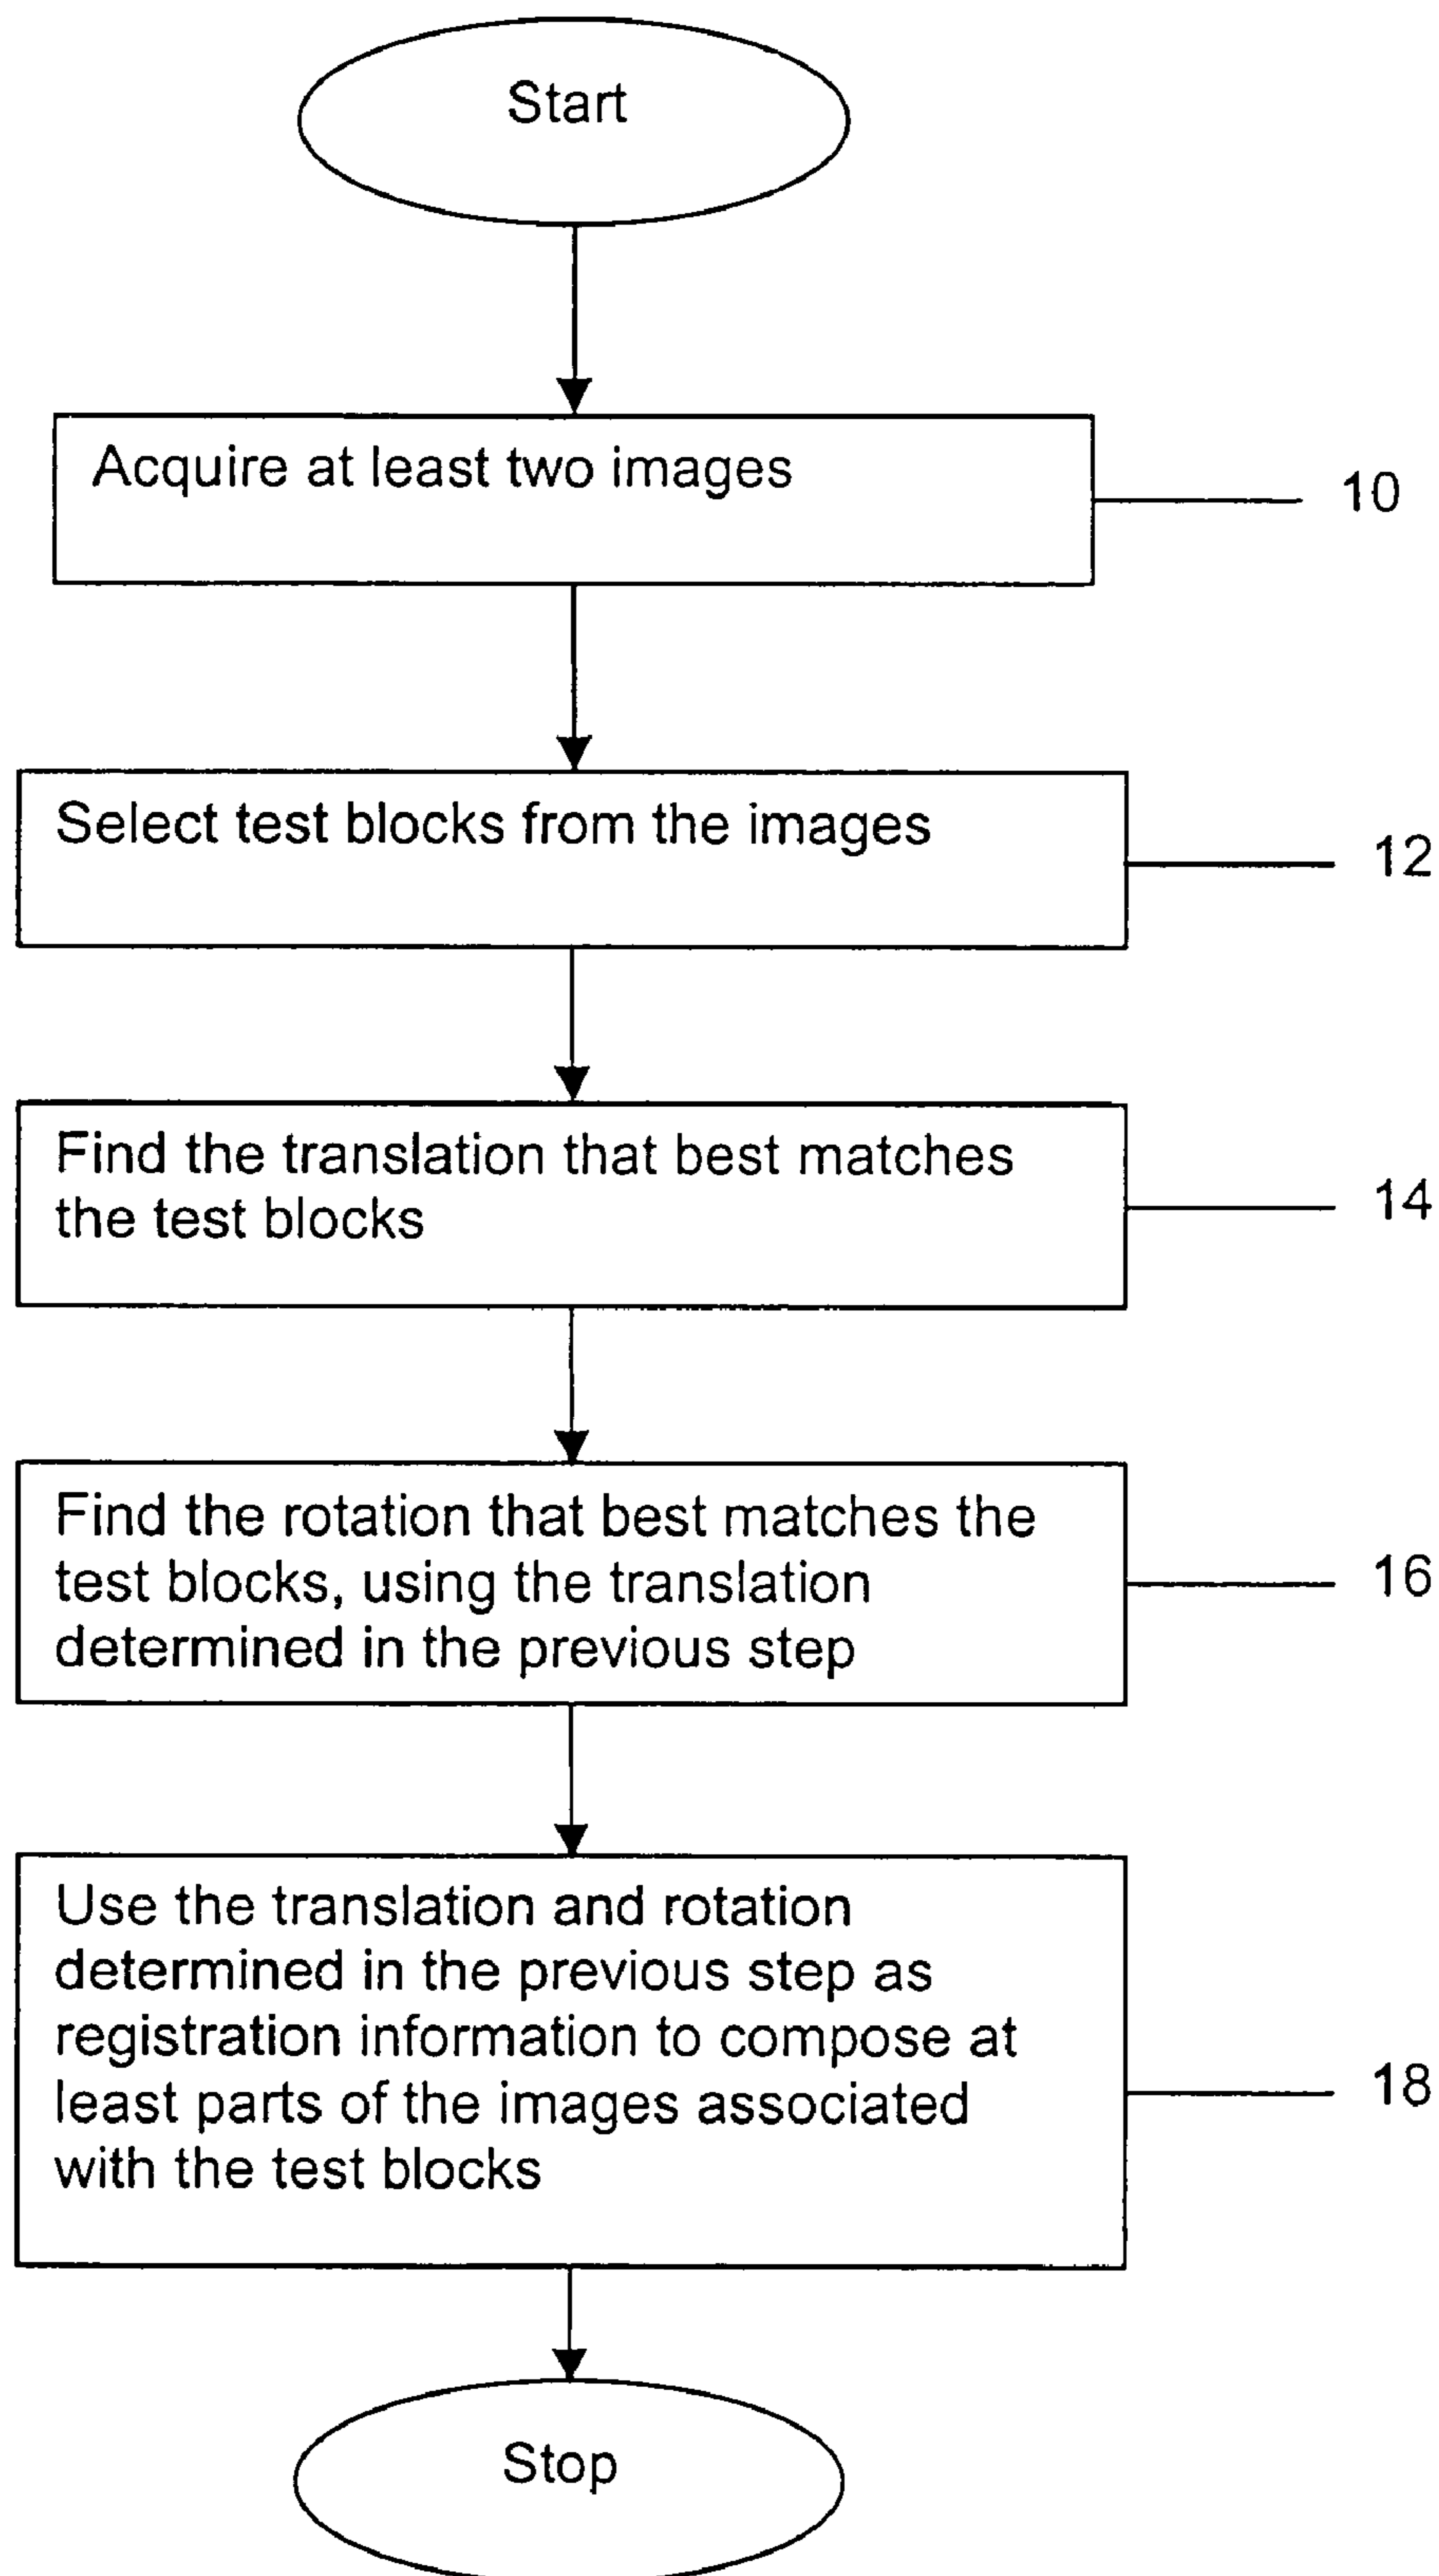 Start
Acquire at least two images
10
Select test blocks from the images
12
Find the translation that best matches
the test blocks
14
Find the rotation that best matches the
test blocks, using the translation
determined in the previous step
16
Use the translation and rotation
determined in the previous step as
registration information to compose at
least parts of the images associated
with the test blocks
18
Stop